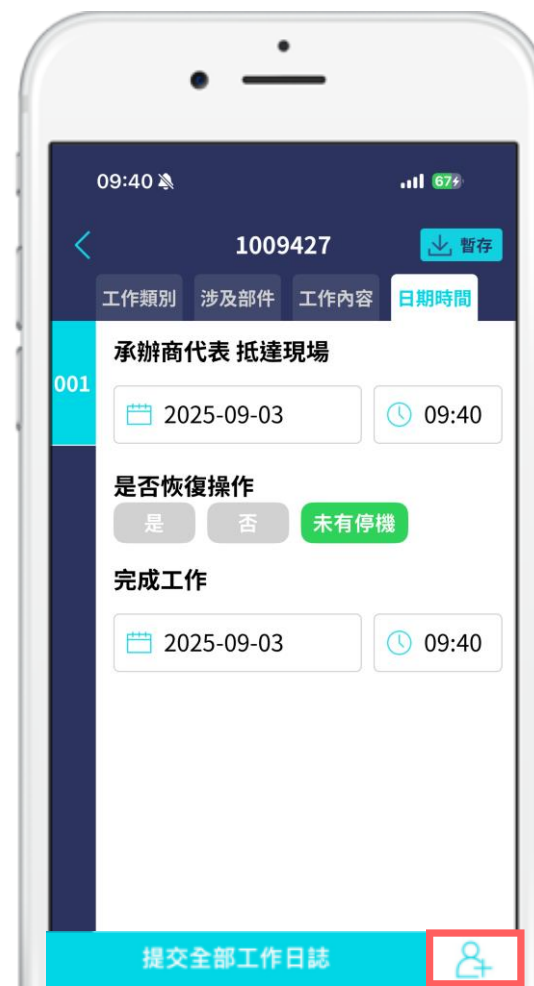 09:40 67
1009427 暫存
工作類別 涉及部件 工作內容 日期時間
001
承辦商代表 抵達現場
2025-09-03 09:40
是否恢復操作
是 否 未有停機
完成工作
2025-09-03 09:40
提交全部工作日誌